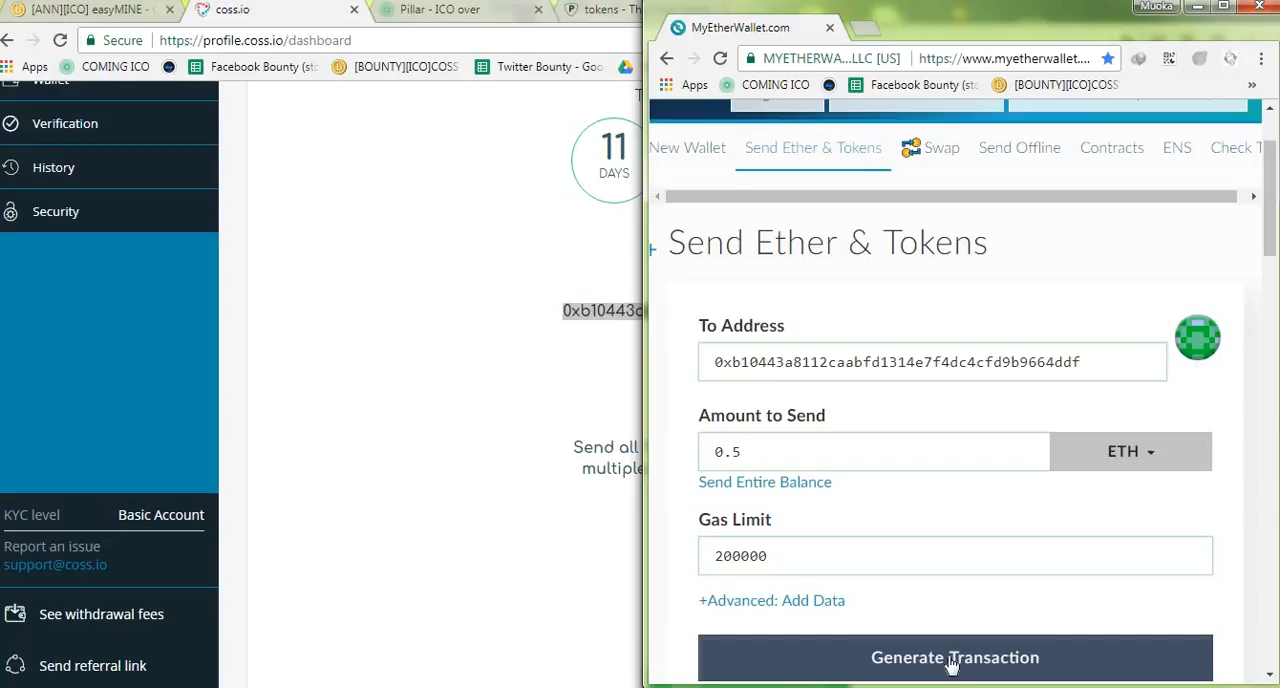 [ANN][ICO] easyMINE -
coss.io
Pillar - ICO over
tokens - Th
Secure
https://profile.coss.io/dashboard
Apps
COMING ICO
Facebook Bounty (stc
[BOUNTY][ICO]COSS
Twitter Bounty - Goo
Verification
History
Security
KYC level
Basic Account
Report an issue
support@coss.io
See withdrawal fees
Send referral link
11
DAYS
0xb10443
Send all
multiple
Muoka
MyEtherWallet.com
MYETHERWA...LLC [US]
https://www.myetherwallet....
Apps
COMING ICO
Facebook Bounty (stc
[BOUNTY][ICO]COSS
»
New Wallet
Send Ether & Tokens
Swap
Send Offline
Contracts
ENS
Check T
+ Send Ether & Tokens
To Address
0xb10443a8112caabfd1314e7f4dc4cfd9b9664ddf
Amount to Send
0.5
ETH
Send Entire Balance
Gas Limit
200000
+Advanced: Add Data
Generate Transaction